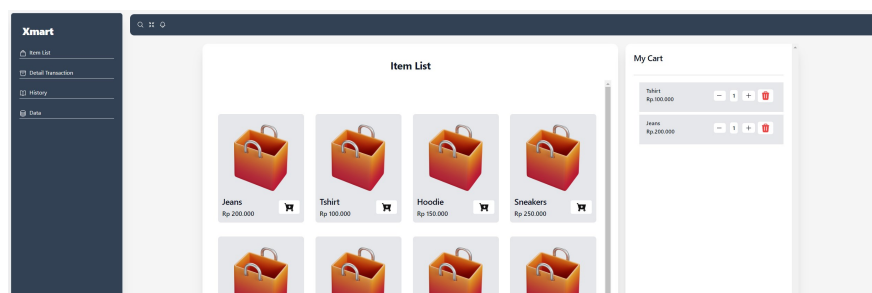 Xmart
Item List
Detail Transaction
History
Data
Item List
Jeans
Rp 200.000
Tshirt
Rp 100.000
Hoodie
Rp 150.000
Sneakers
Rp 250.000
My Cart
Tshirt
Rp.100.000
1
Jeans
Rp.200.000
1